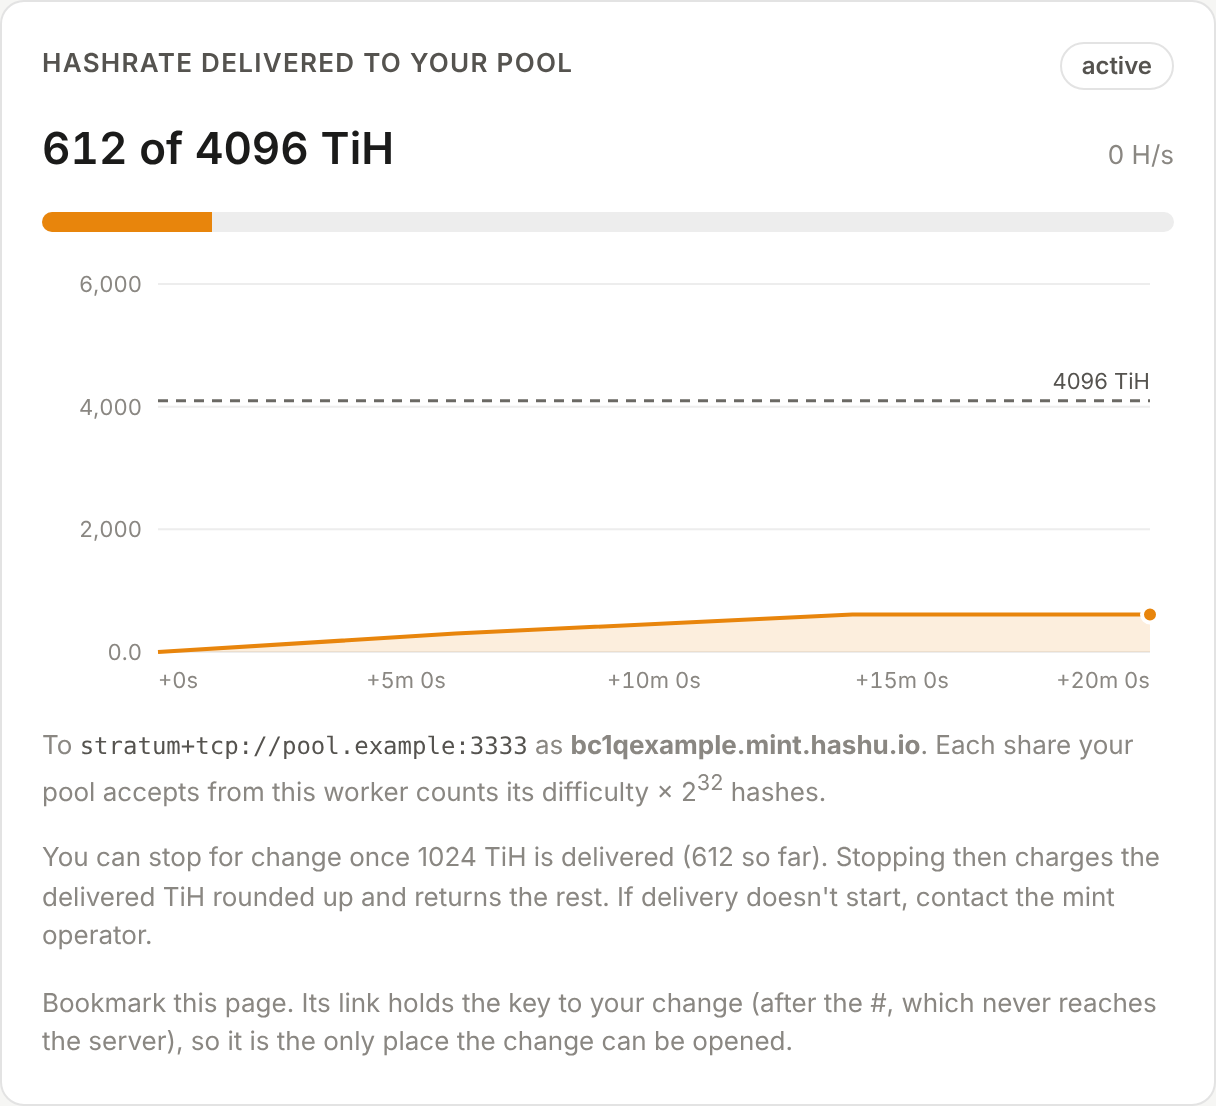 HASHRATE DELIVERED TO YOUR POOL
active
612 of 4096 TiH
0 H/s
6,000
4096 TiH
4,000
2,000
0.0
+0s
+5m 0s
+10m 0s
+15m 0s
+20m 0s
To stratum+tcp://pool.example:3333 as bc1qexample.mint.hashu.io. Each share your
pool accepts from this worker counts its difficulty × 2³² hashes.
You can stop for change once 1024 TiH is delivered (612 so far). Stopping then charges the
delivered TiH rounded up and returns the rest. If delivery doesn't start, contact the mint
operator.
Bookmark this page. Its link holds the key to your change (after the #, which never reaches
the server), so it is the only place the change can be opened.